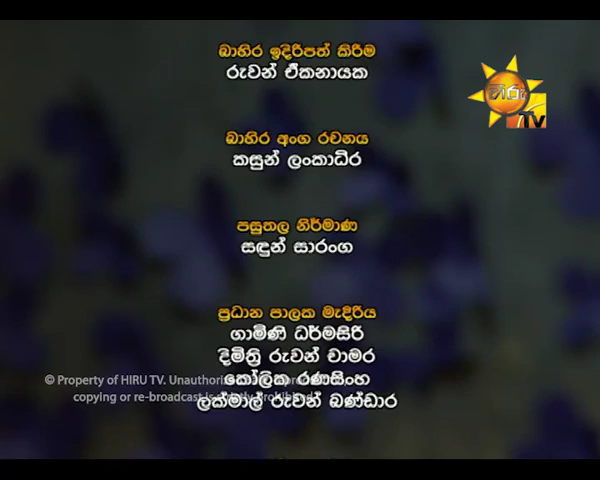 බාහිර ඉදිරිපත් කිරීම
රුවන් ඒකනායක
හිරු
TV
බාහිර අංග රචනය
කසුන් ලංකාධිර
පසුතල නිර්මාණ
සඳුන් සාරංග
ප්‍රධාන පාලක මැදිරිය
ගාමිණි ධර්මසිරි
දිමිත්‍රි රුවන් චාමර
කෝලික රණසිංහ
ලක්මාල් රුවන් බණ්ඩාර
© Property of HIRU TV.
copying or re-broadcast is